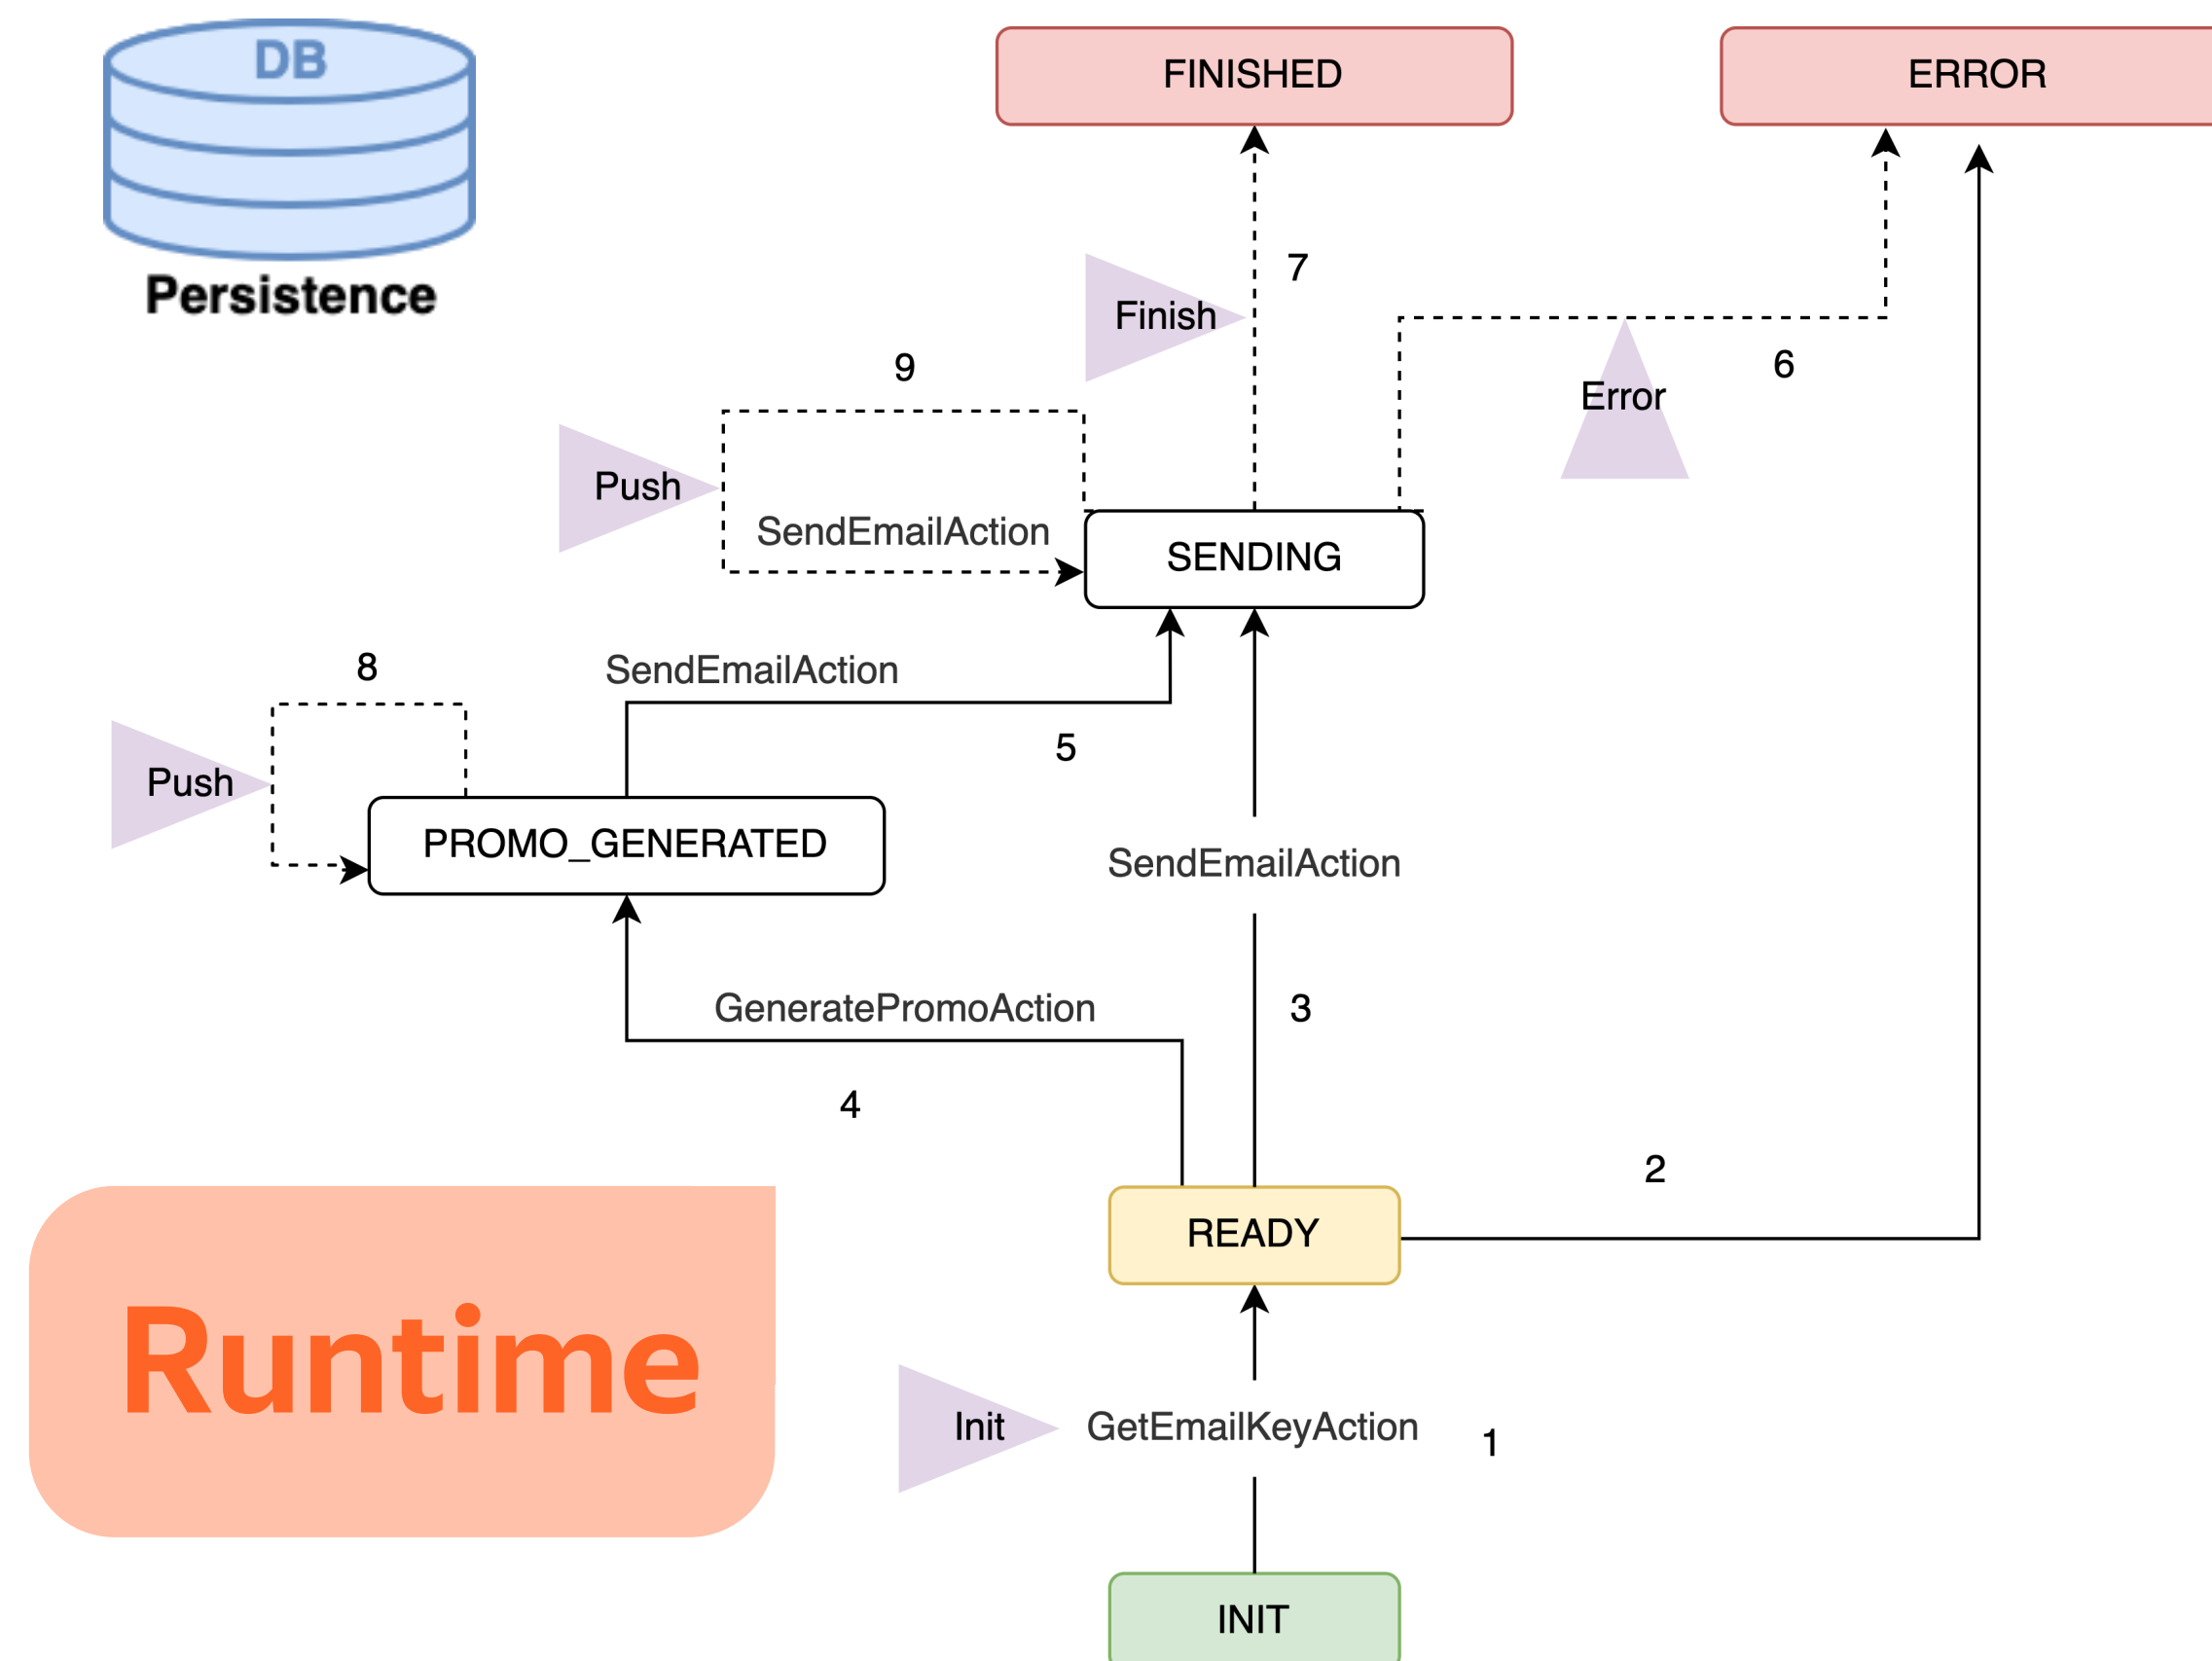 DB
Persistence
FINISHED
ERROR
7
Finish
9
6
Error
Push
SendEmailAction
SENDING
8
SendEmailAction
5
Push
PROMO_GENERATED
SendEmailAction
GeneratePromoAction
3
4
2
READY
Runtime
Init
GetEmailKeyAction
1
INIT